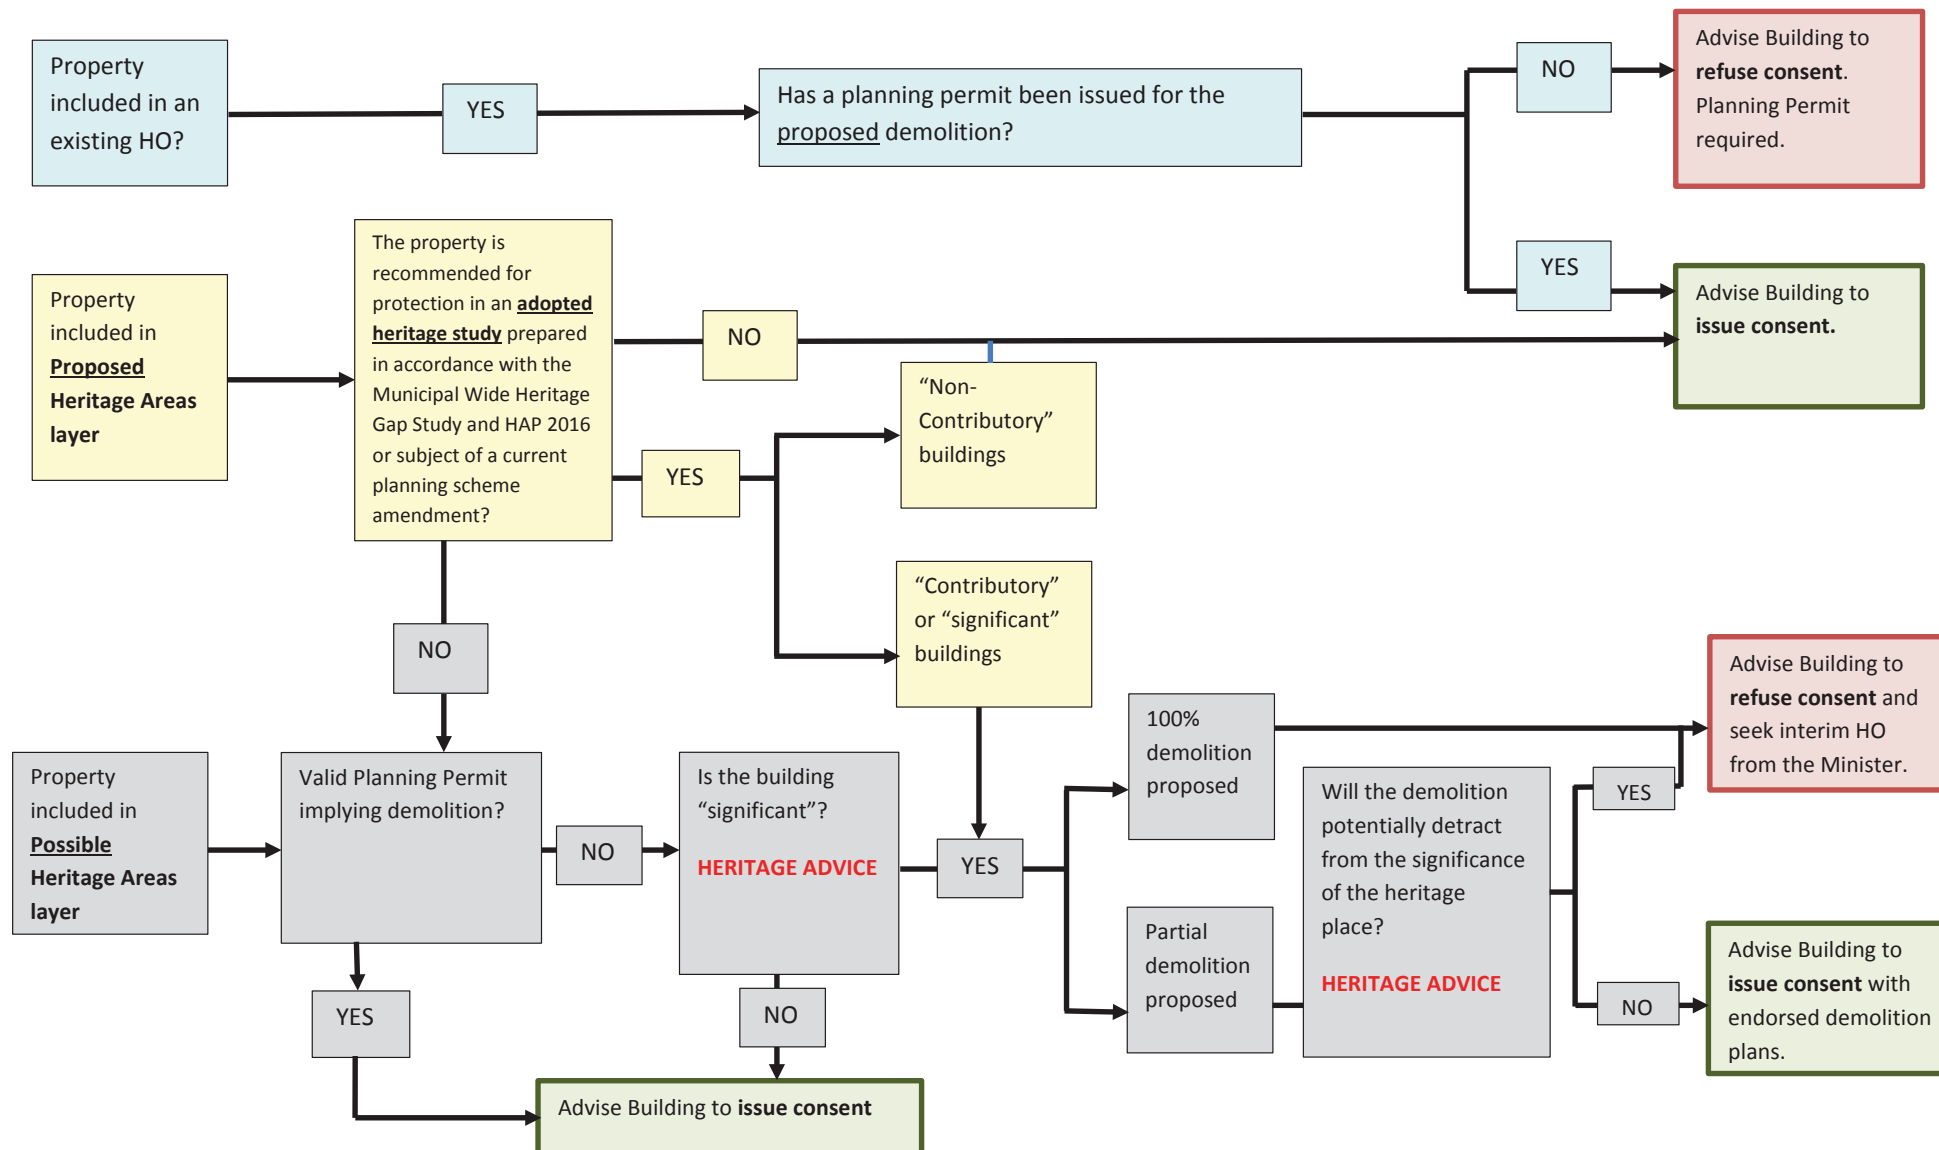 Property
included in an
existing HO?
YES
Has a planning permit been issued for the
proposed demolition?
NO
Advise Building to
refuse consent.
Planning Permit
required.
YES
Advise Building to
issue consent.
Property
included in
Proposed
Heritage Areas
layer
The property is
recommended for
protection in an adopted
heritage study prepared
in accordance with the
Municipal Wide Heritage
Gap Study and HAP 2016
or subject of a current
planning scheme
amendment?
NO
YES
“Non-
Contributory”
buildings
“Contributory”
or “significant”
buildings
NO
Property
included in
Possible
Heritage Areas
layer
Valid Planning Permit
implying demolition?
NO
YES
Is the building
“significant”?
HERITAGE ADVICE
YES
NO
Advise Building to issue consent
100%
demolition
proposed
Partial
demolition
proposed
Will the demolition
potentially detract
from the significance
of the heritage
place?
HERITAGE ADVICE
YES
NO
Advise Building to
refuse consent and
seek interim HO
from the Minister.
Advise Building to
issue consent with
endorsed demolition
plans.